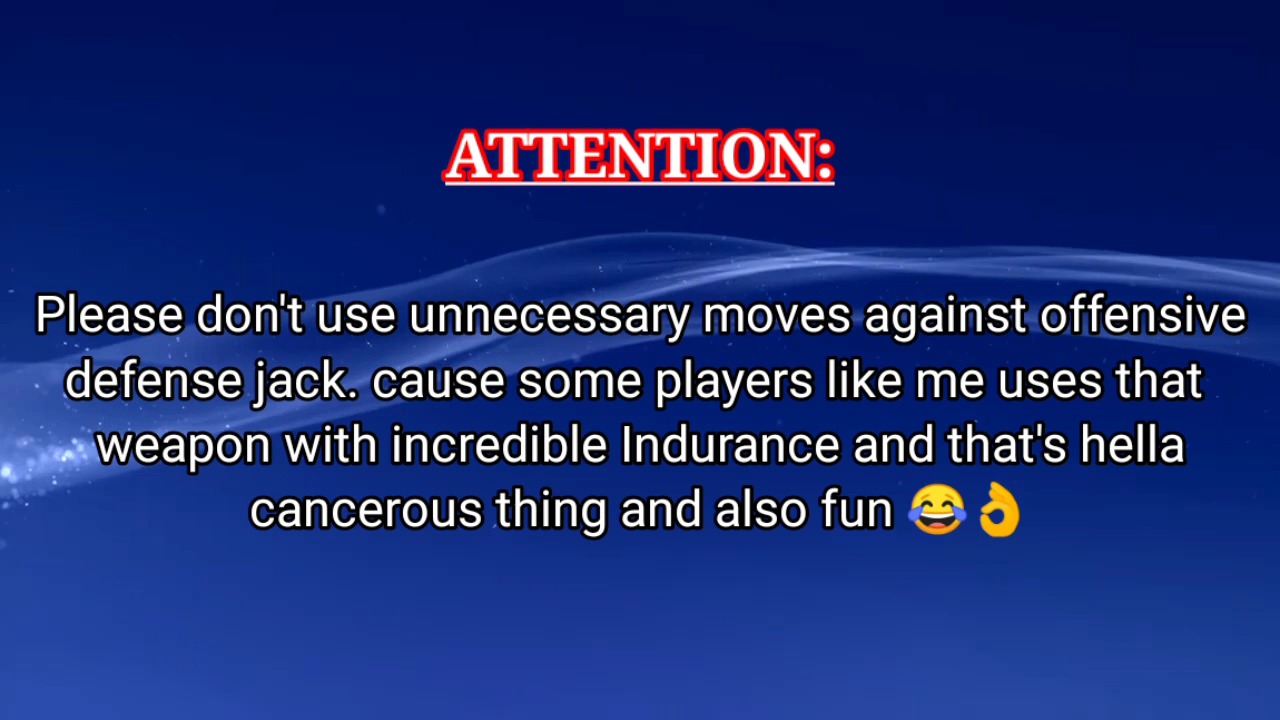 ATTENTION:
Please don't use unnecessary moves against offensive
defense jack. cause some players like me uses that
weapon with incredible Indurance and that's hella
cancerous thing and also fun 😂👌